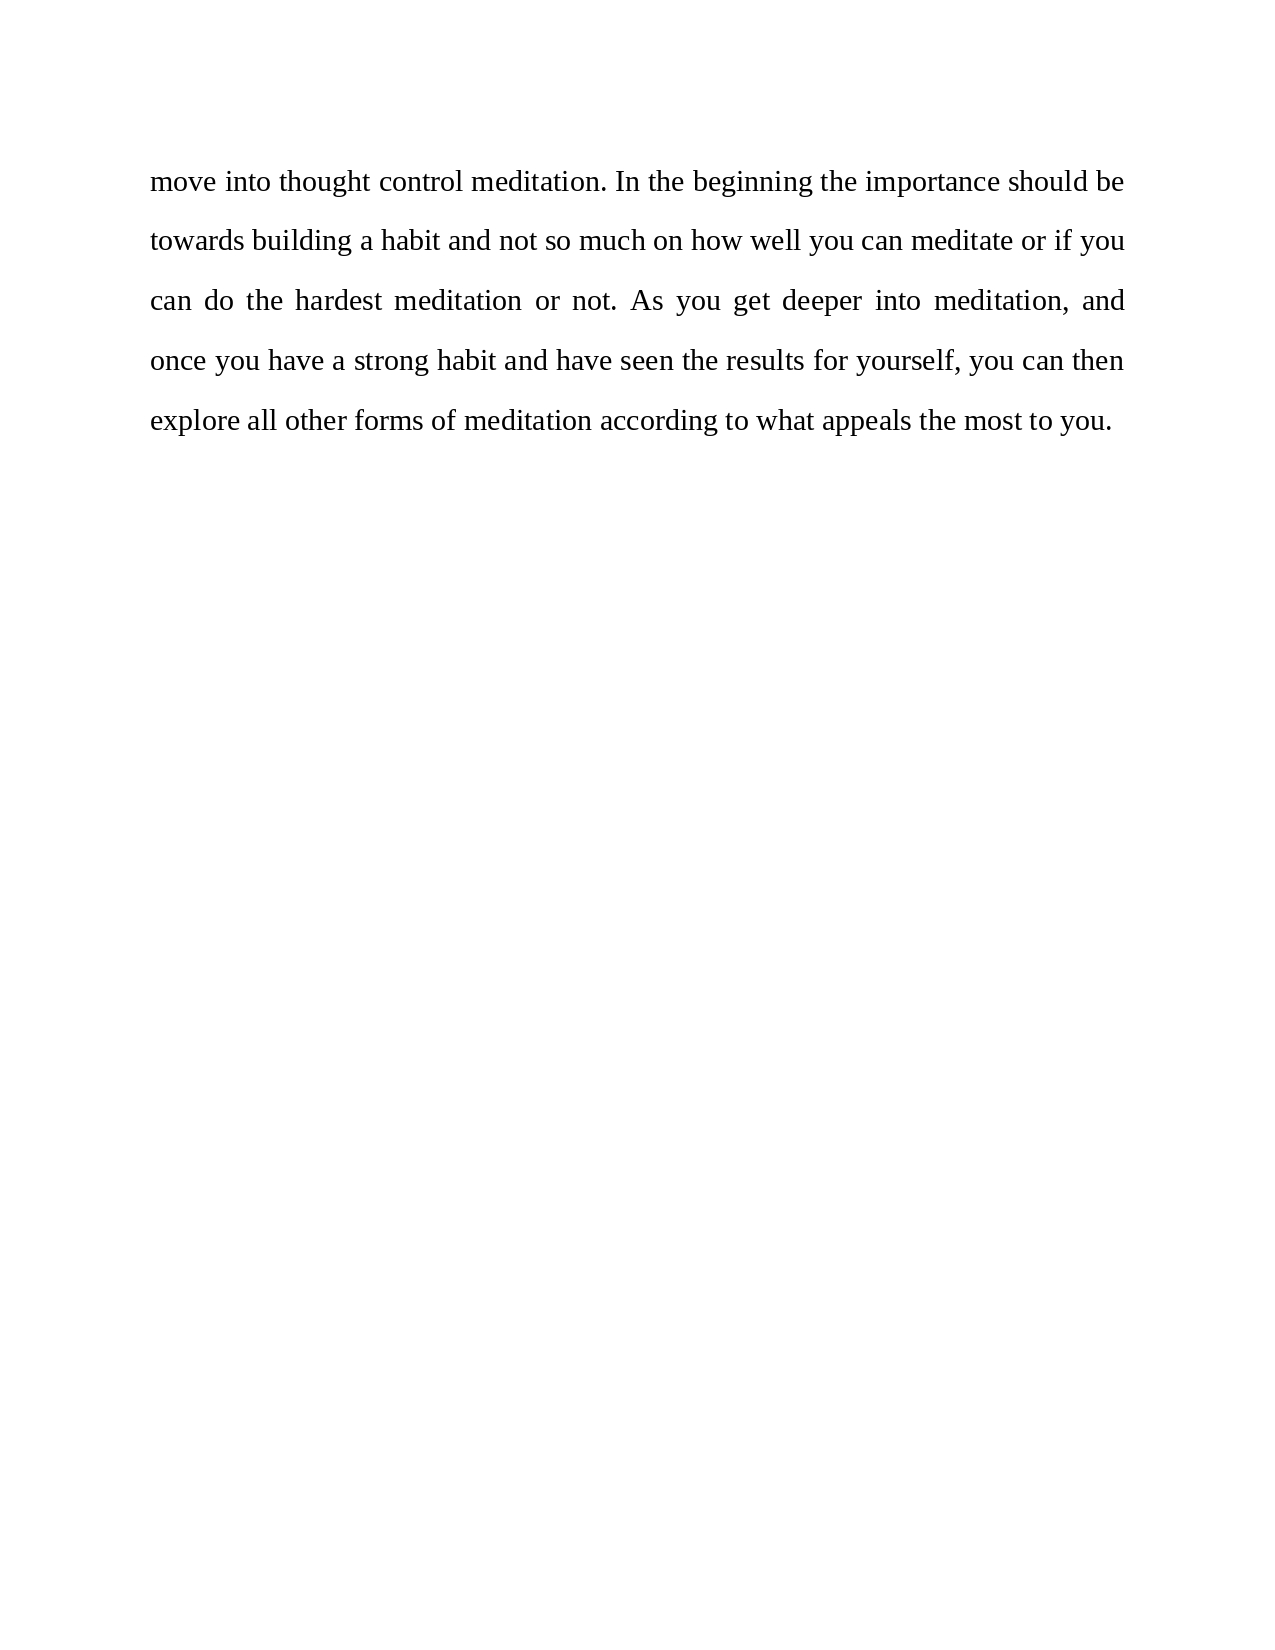 move into thought control meditation. In the beginning the importance should be
towards building a habit and not so much on how well you can meditate or if you
can do the hardest meditation or not. As you get deeper into meditation, and
once you have a strong habit and have seen the results for yourself, you can then
explore all other forms of meditation according to what appeals the most to you.